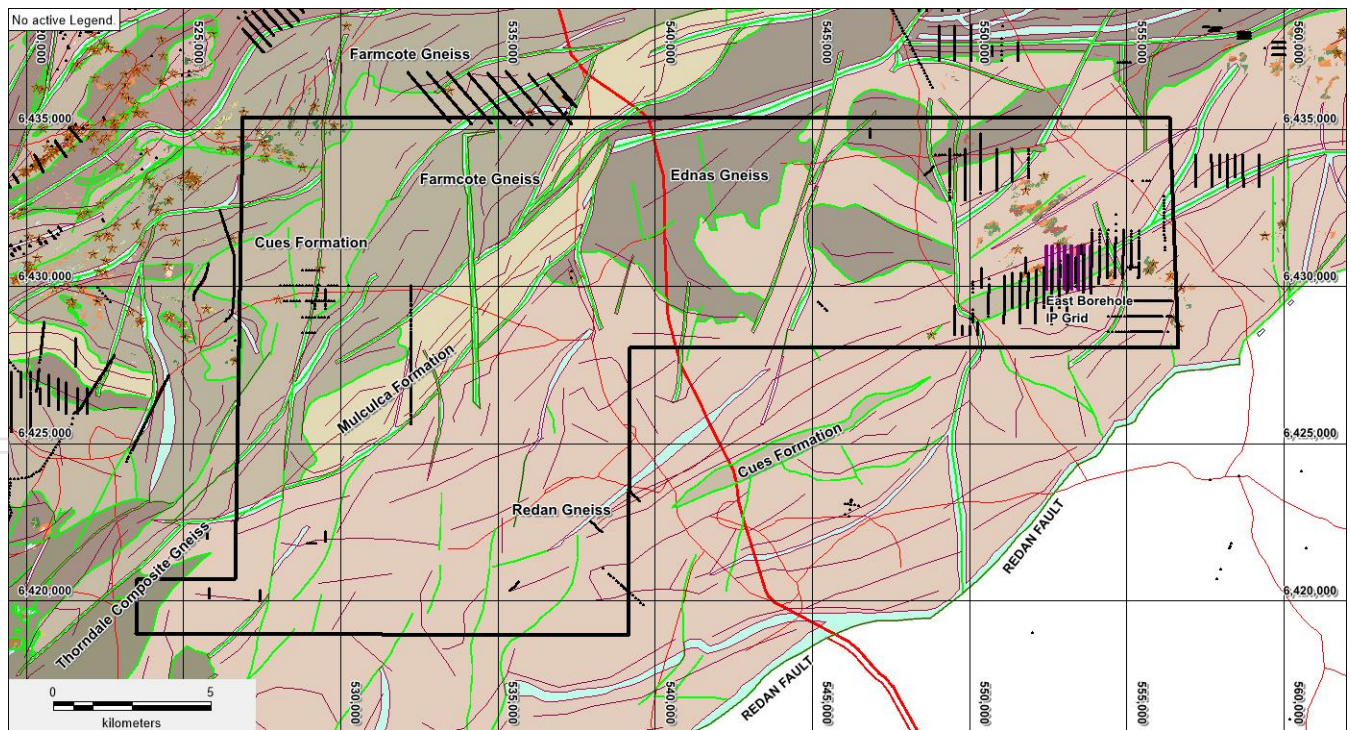 No active Legend.
525,000
535,000
540,000
545,000
550,000
555,000
560,000
Farmcote Gneiss
6,435,000
6,435,000
Farmcote Gneiss
Ednas Gneiss
Cues Formation
6,430,000
6,430,000
East Borehole
IP Grid
Mulculca Formation
6,425,000
6,425,000
Cues Formation
Redan Gneiss
REDAN FAULT
Thorndale Composite Gneiss
6,420,000
6,420,000
REDAN FAULT
0
5
kilometers
530,000
535,000
540,000
545,000
550,000
555,000
560,000